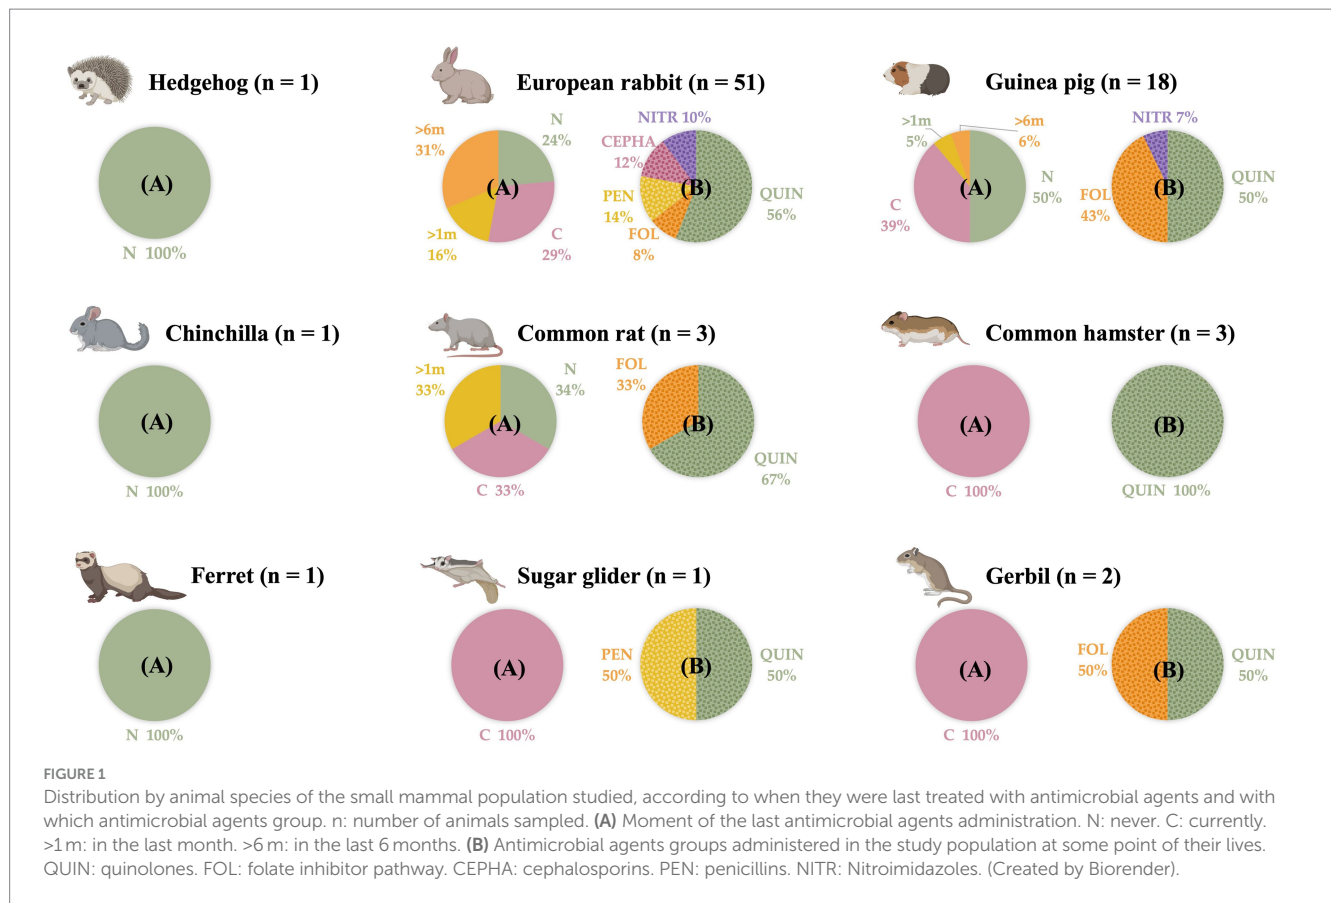 Hedgehog (n = 1)
(A)
N 100%
European rabbit (n = 51)
>6m
31%
N
24%
(A)
>1m
16%
C
29%
NITR 10%
CEPHA
12%
PEN
14%
(B)
QUIN
56%
FOL
8%
Guinea pig (n = 18)
>1m
5%
>6m
6%
(A)
N
50%
C
39%
NITR 7%
FOL
43%
(B)
QUIN
50%
Chinchilla (n = 1)
(A)
N 100%
Common rat (n = 3)
>1m
33%
N
34%
(A)
C 33%
FOL
33%
(B)
QUIN
67%
Common hamster (n = 3)
(A)
C 100%
(B)
QUIN 100%
Ferret (n = 1)
(A)
N 100%
Sugar glider (n = 1)
(A)
C 100%
PEN
50%
(B)
QUIN
50%
Gerbil (n = 2)
(A)
C 100%
FOL
50%
(B)
QUIN
50%
FIGURE 1
Distribution by animal species of the small mammal population studied, according to when they were last treated with antimicrobial agents and with
which antimicrobial agents group. n: number of animals sampled. (A) Moment of the last antimicrobial agents administration. N: never. C: currently.
>1 m: in the last month. >6 m: in the last 6 months. (B) Antimicrobial agents groups administered in the study population at some point of their lives.
QUIN: quinolones. FOL: folate inhibitor pathway. CEPHA: cephalosporins. PEN: penicillins. NITR: Nitroimidazoles. (Created by Biorender).